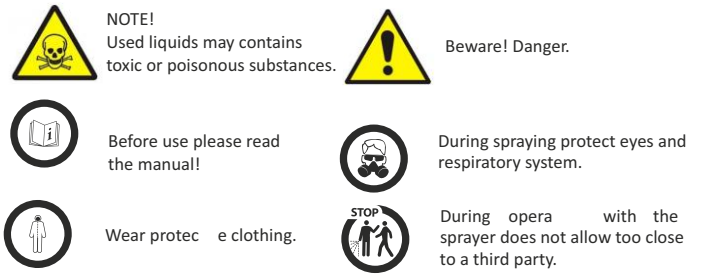 NOTE!
Used liquids may contains
toxic or poisonous substances.
Beware! Danger.
i
Before use please read
the manual!
During spraying protect eyes and
respiratory system.
Wear protec e clothing.
STOP
During opera with the
sprayer does not allow too close
to a third party.